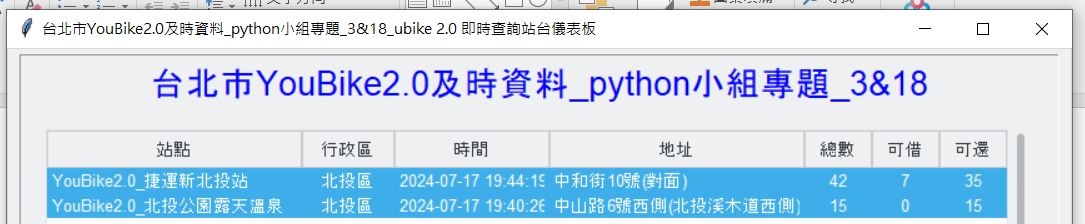 台北市YouBike2.0及時資料_python小組專題_3&18_ubike 2.0 即時查詢站台儀表板
台北市YouBike2.0及時資料_python小組專題_3&18
站點 行政區 時間 地址 總數 可借 可還
YouBike2.0_捷運新北投站 北投區 2024-07-17 19:44:19 中和街10號(對面) 42 7 35
YouBike2.0_北投公園露天溫泉 北投區 2024-07-17 19:40:26 中山路6號西側(北投溪木道西側) 15 0 15